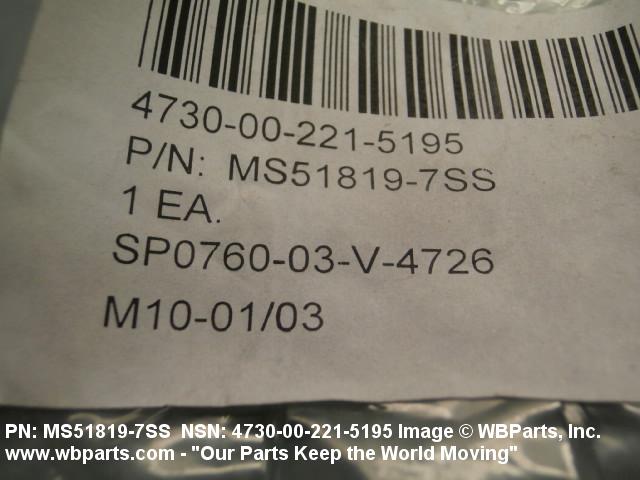 4730-00-221-5195
P/N: MS51819-7SS
1 EA.
SP0760-03-V-4726
M10-01/03
PN: MS51819-7SS NSN: 4730-00-221-5195 Image © WBParts, Inc.
www.wbparts.com - "Our Parts Keep the World Moving"